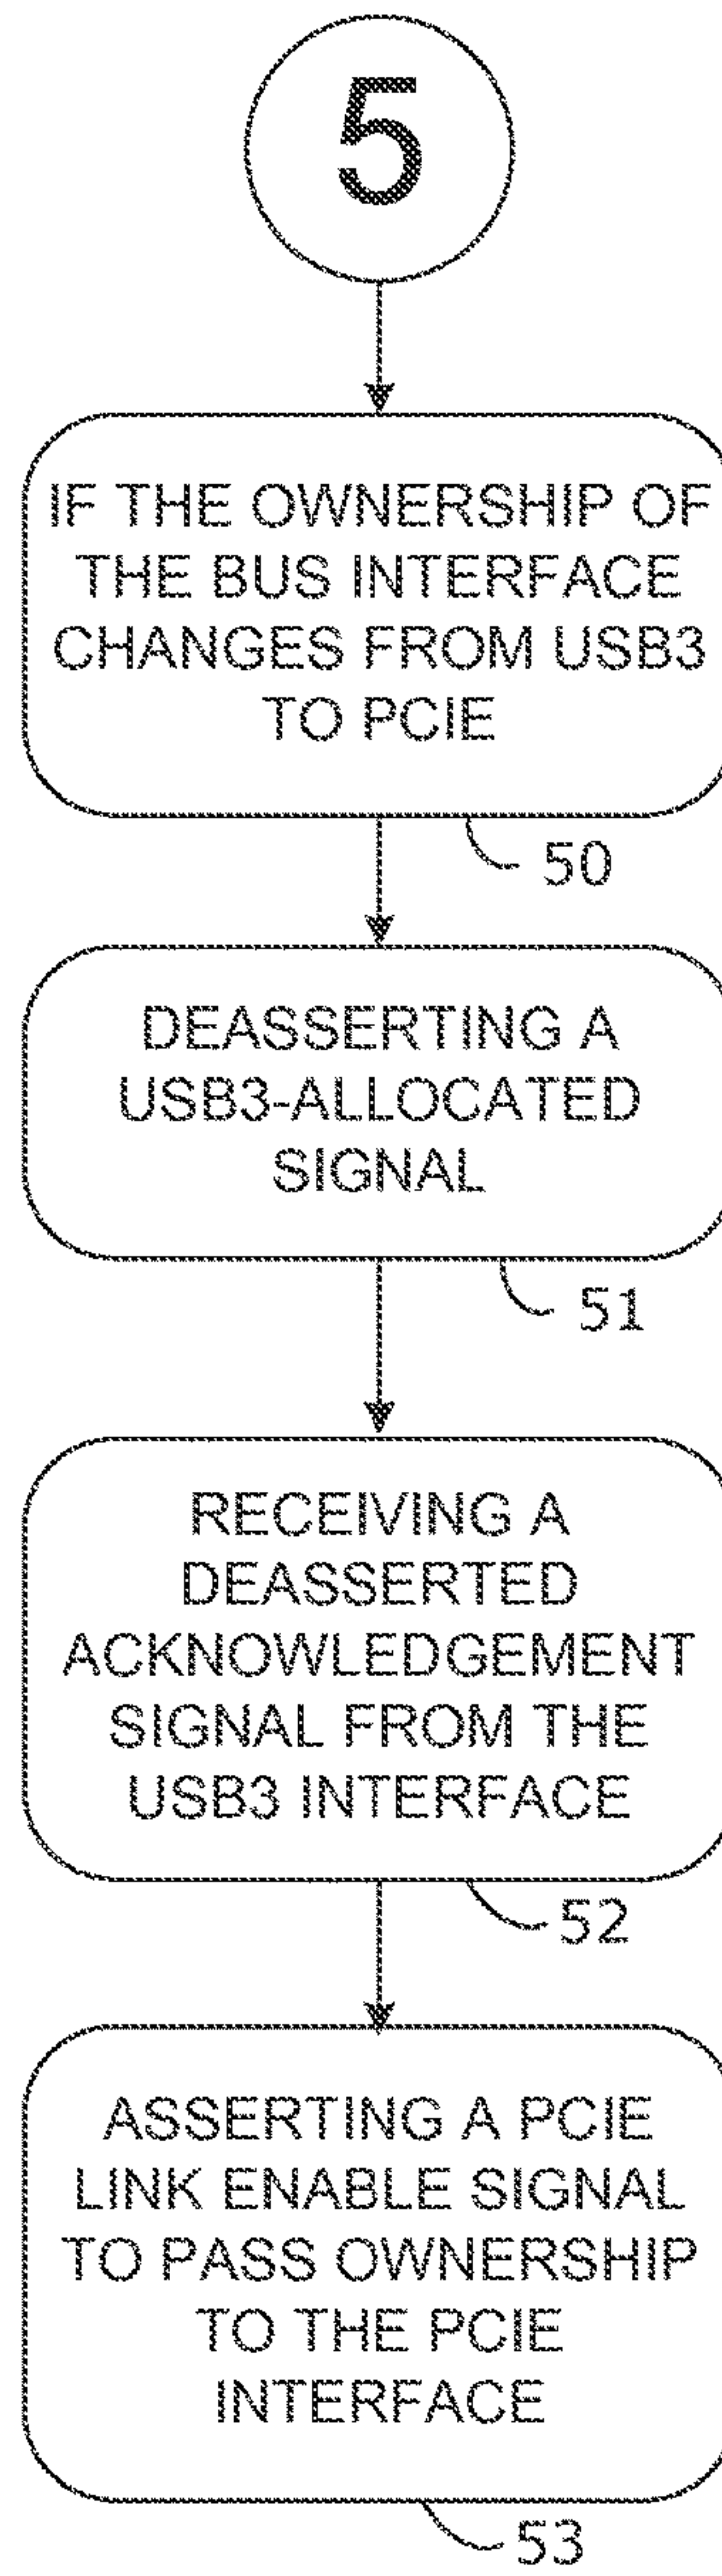 5
IF THE OWNERSHIP OF
THE BUS INTERFACE
CHANGES FROM USB3
TO PCIE
50
DEASSERTING A
USB3-ALLOCATED
SIGNAL
51
RECEIVING A
DEASSERTED
ACKNOWLEDGEMENT
SIGNAL FROM THE
USB3 INTERFACE
52
ASSERTING A PCIE
LINK ENABLE SIGNAL
TO PASS OWNERSHIP
TO THE PCIE
INTERFACE
53